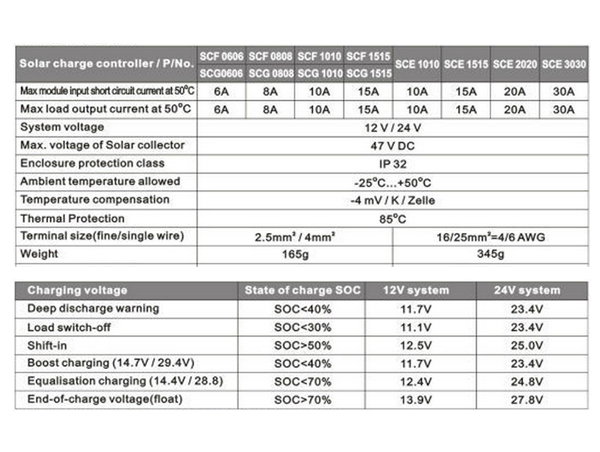 Solar charge controller / P/No. SCF 0606 SCF 0808 SCF 1010 SCF 1515 SCE 1010 SCE 1515 SCE 2020 SCE 3030
SCG0606 SCG 0808 SCG 1010 SCG 1515
Max module input short circuit current at 50°C 6A 8A 10A 15A 10A 15A 20A 30A
Max load output current at 50°C 6A 8A 10A 15A 10A 15A 20A 30A
System voltage 12 V / 24 V
Max. voltage of Solar collector 47 V DC
Enclosure protection class IP 32
Ambient temperature allowed -25°C...+50°C
Temperature compensation -4 mV / K / Zelle
Thermal Protection 85°C
Terminal size(fine/single wire) 2.5mm² / 4mm² 16/25mm²=4/6 AWG
Weight 165g 345g
Charging voltage State of charge SOC 12V system 24V system
Deep discharge warning SOC<40% 11.7V 23.4V
Load switch-off SOC<30% 11.1V 23.4V
Shift-in SOC>50% 12.5V 25.0V
Boost charging (14.7V / 29.4V) SOC<40% 11.7V 23.4V
Equalisation charging (14.4V / 28.8) SOC<70% 12.4V 24.8V
End-of-charge voltage(float) SOC>70% 13.9V 27.8V